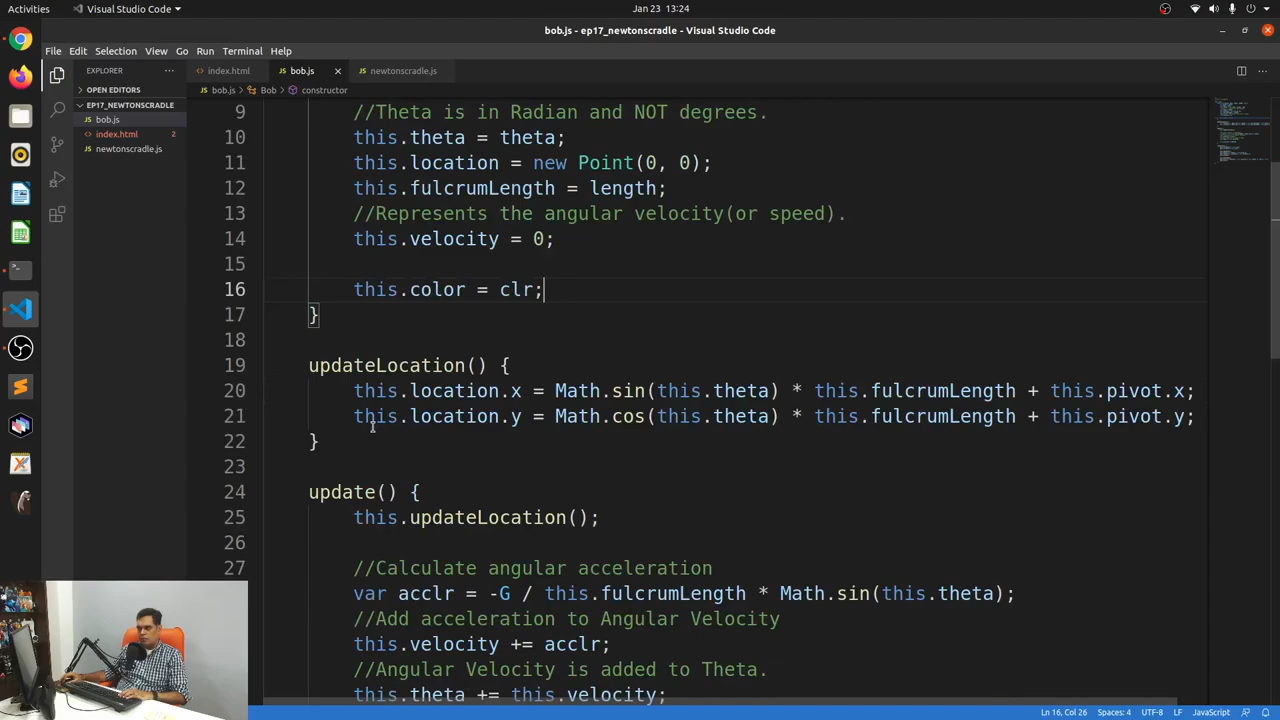 Activities
Visual Studio Code
Jan 23 13:24
bob.js - ep17_newtonscradle - Visual Studio Code
File Edit Selection View Go Run Terminal Help
EXPLORER
index.html
bob.js
newtonscradle.js
OPEN EDITORS
bob.js > Bob > constructor
EP17_NEWTONSCRADLE
bob.js
index.html 2
newtonscradle.js
9 //Theta is in Radian and NOT degrees.
10 this.theta = theta;
11 this.location = new Point(0, 0);
12 this.fulcrumLength = length;
13 //Represents the angular velocity(or speed).
14 this.velocity = 0;
15
16 this.color = clr;
17 }
18
19 updateLocation() {
20 this.location.x = Math.sin(this.theta) * this.fulcrumLength + this.pivot.x;
21 this.location.y = Math.cos(this.theta) * this.fulcrumLength + this.pivot.y;
22 }
23
24 update() {
25 this.updateLocation();
26
27 //Calculate angular acceleration
var acclr = -G / this.fulcrumLength * Math.sin(this.theta);
//Add acceleration to Angular Velocity
this.velocity += acclr;
//Angular Velocity is added to Theta.
this.theta += this.velocity;
Ln 16, Col 26 Spaces: 4 UTF-8 LF JavaScript